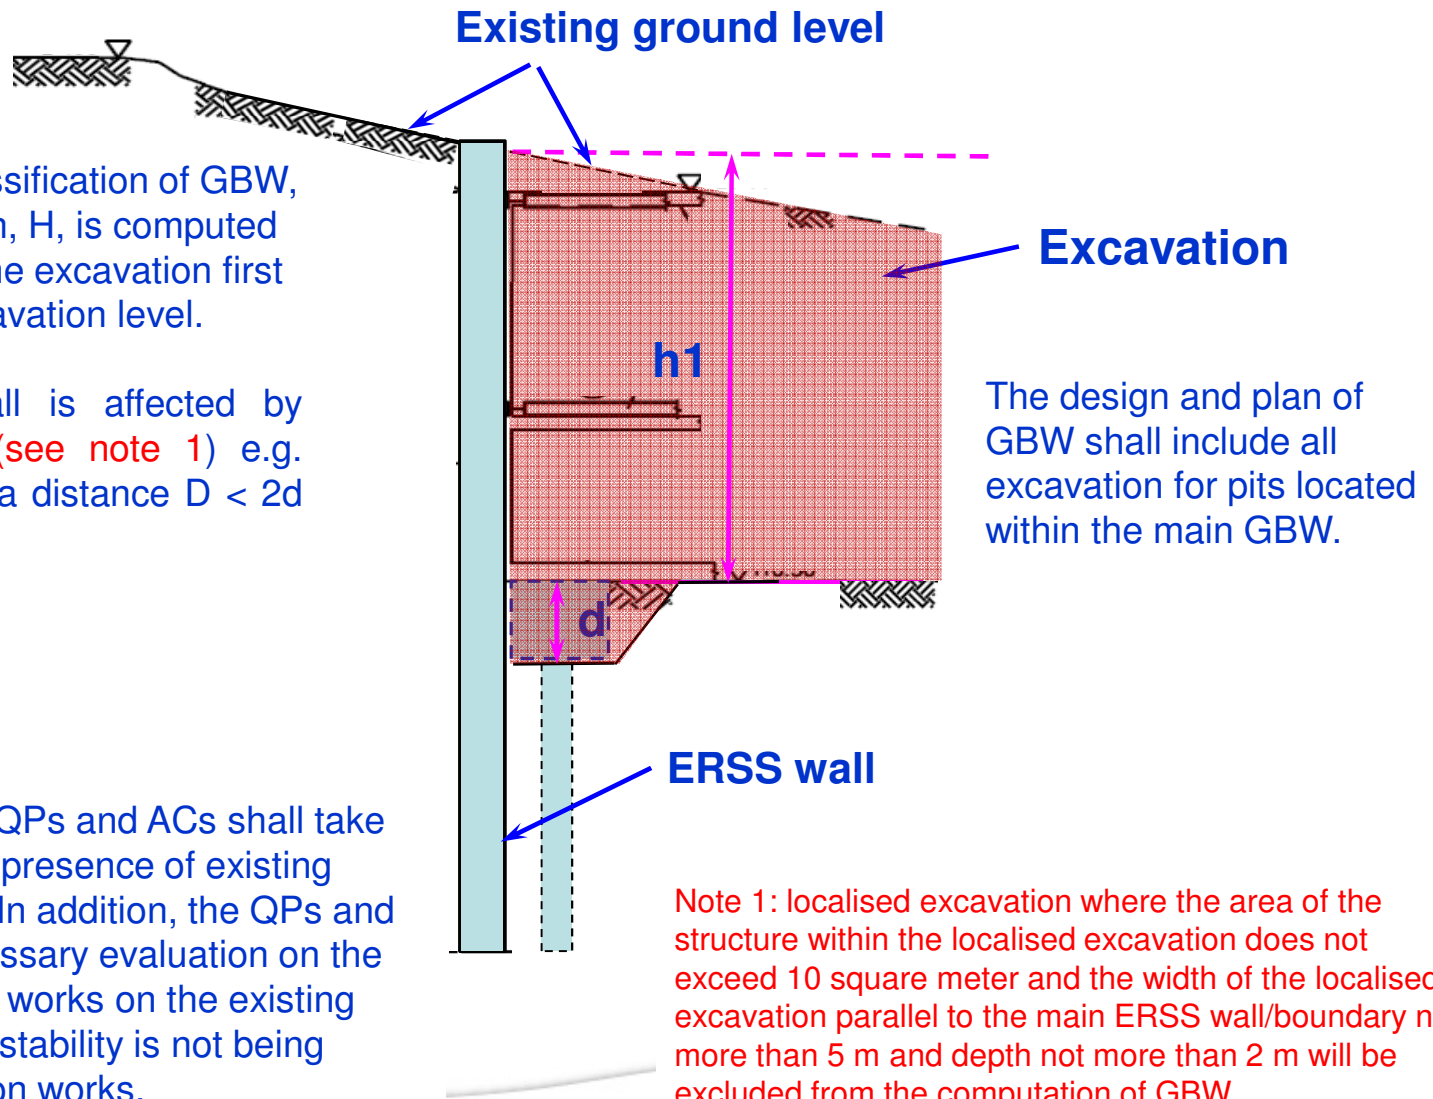 Existing ground level
ssification of GBW,
n, H, is computed
ne excavation first
avation level.
all is affected by
(see note 1) e.g.
a distance D < 2d
Excavation
h1
The design and plan of
GBW shall include all
excavation for pits located
within the main GBW.
d
ERSS wall
QPs and ACs shall take
presence of existing
In addition, the QPs and
ssary evaluation on the
works on the existing
stability is not being
on works.
Note 1: localised excavation where the area of the
structure within the localised excavation does not
exceed 10 square meter and the width of the localised
excavation parallel to the main ERSS wall/boundary n
more than 5 m and depth not more than 2 m will be
excluded from the computation of GBW